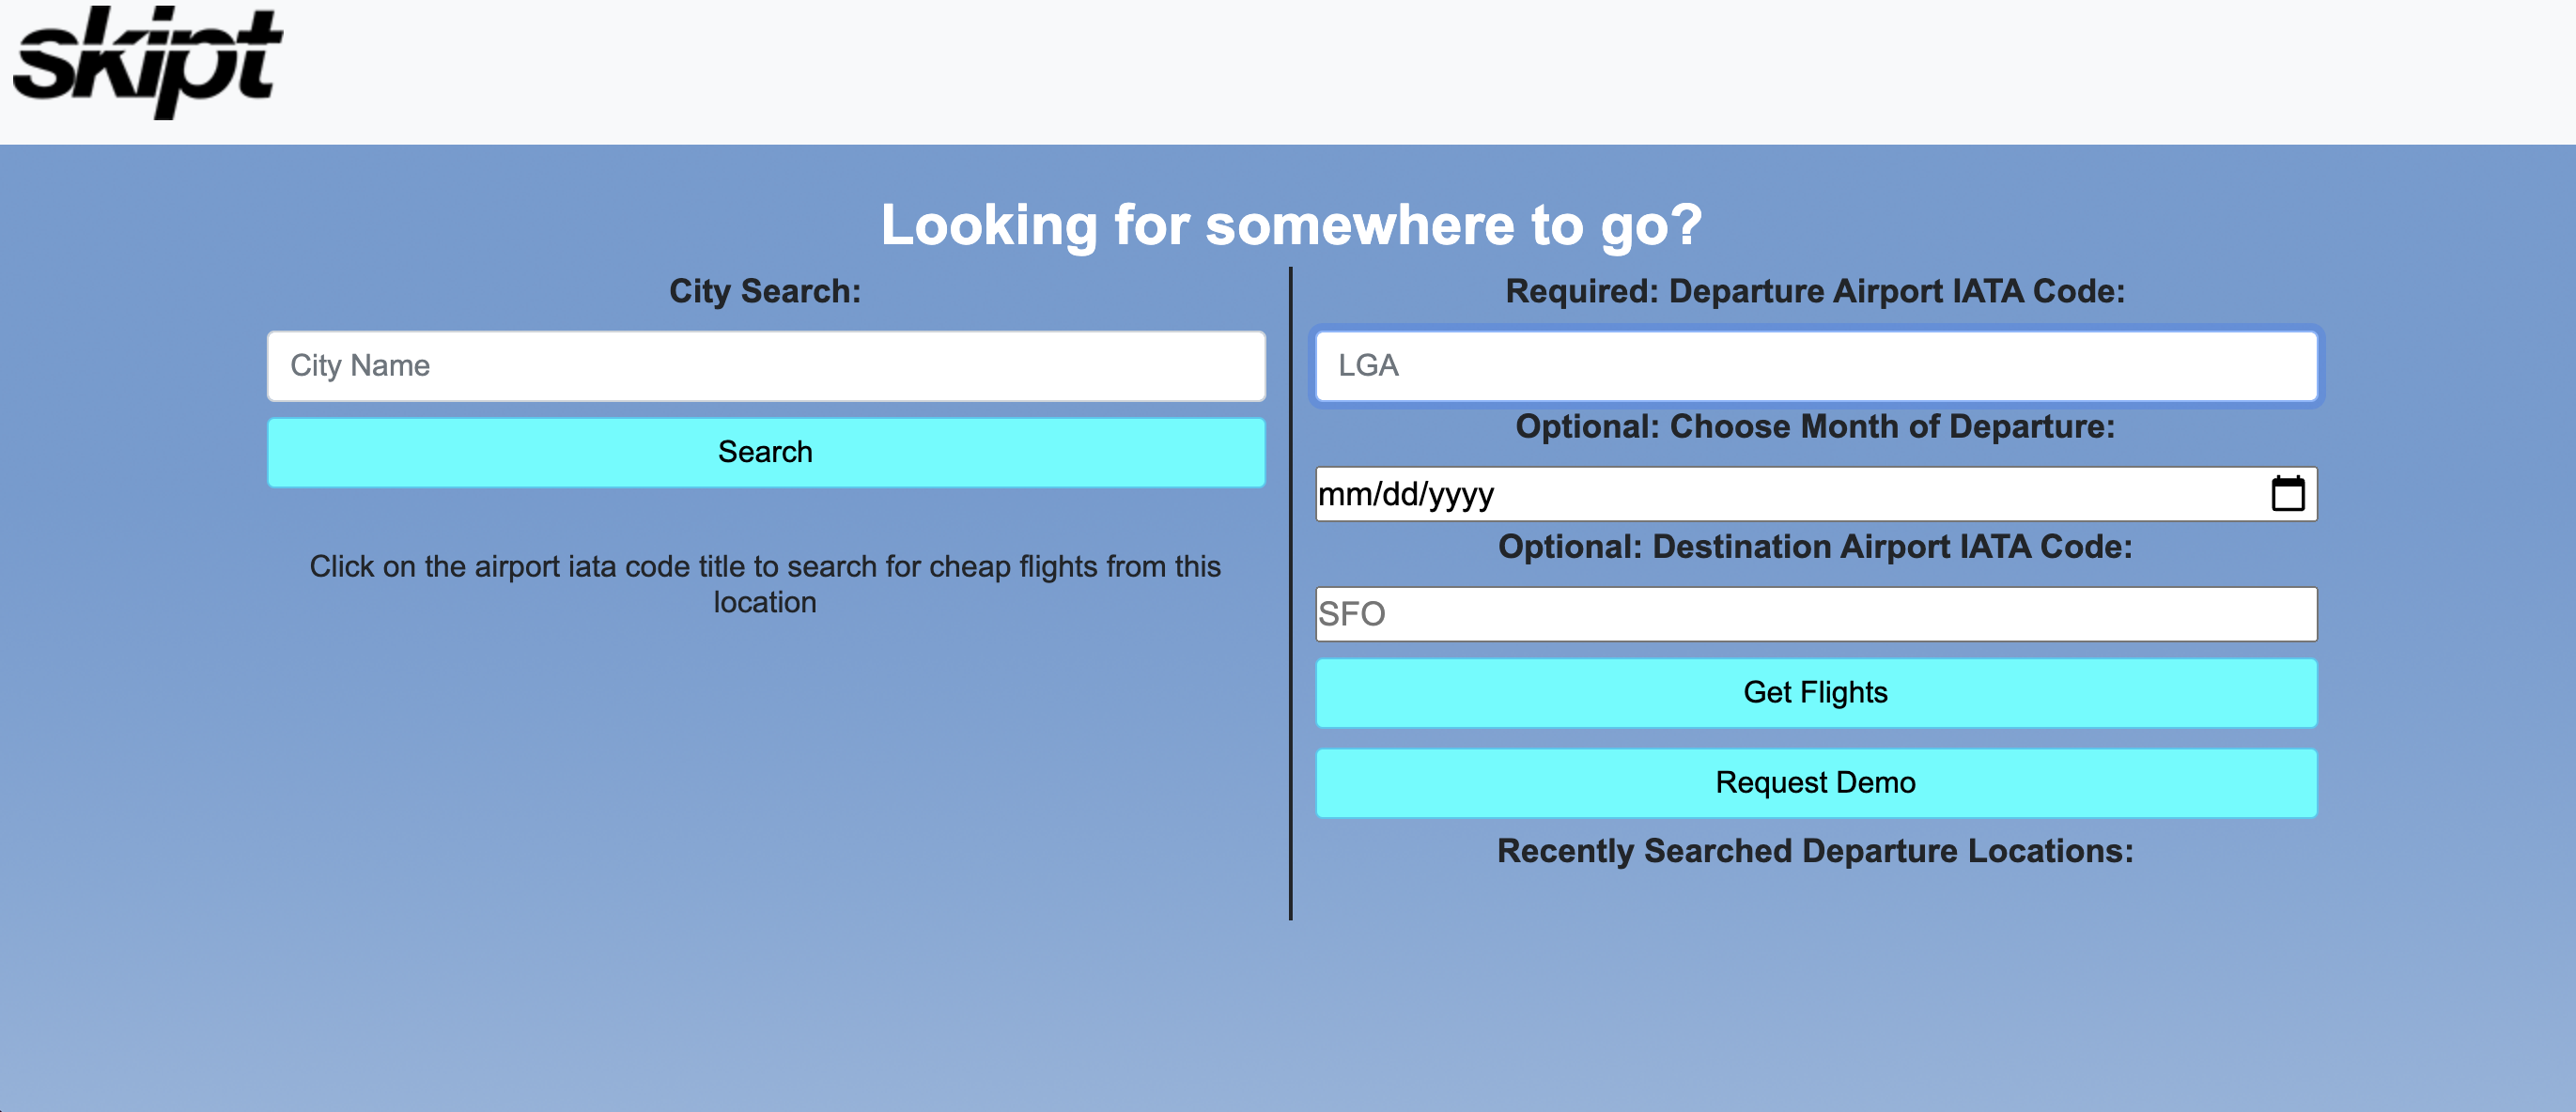 skipt
Looking for somewhere to go?
City Search:
City Name
Search
Click on the airport iata code title to search for cheap flights from this
location
Required: Departure Airport IATA Code:
LGA
Optional: Choose Month of Departure:
mm/dd/yyyy
Optional: Destination Airport IATA Code:
SFO
Get Flights
Request Demo
Recently Searched Departure Locations: